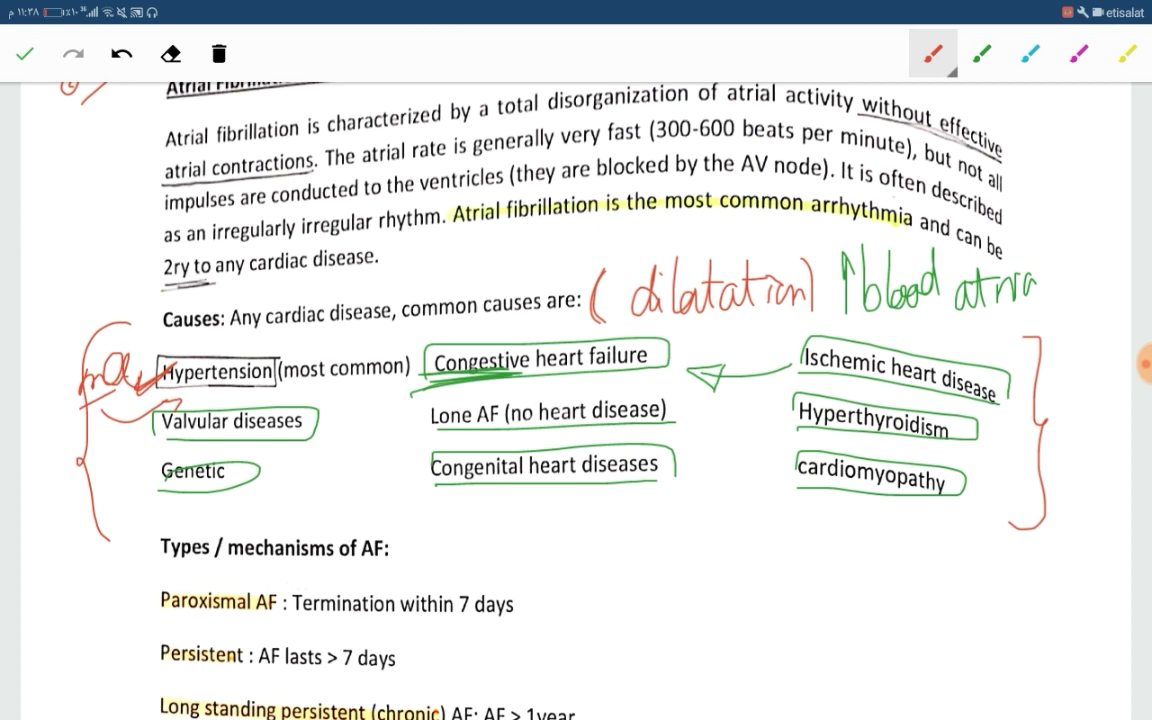 م ١١:٣٨
٪١٠
3G
etisalat
Atrial
Atrial fibrillation is characterized by a total disorganization of atrial activity without effective
atrial contractions. The atrial rate is generally very fast (300-600 beats per minute), but not all
impulses are conducted to the ventricles (they are blocked by the AV node). It is often described
as an irregularly irregular rhythm. Atrial fibrillation is the most common arrhythmia and can be
2ry to any cardiac disease.
Causes: Any cardiac disease, common causes are: ( dilatation) ↑blood atria
Hypertension (most common) Congestive heart failure Ischemic heart disease
Valvular diseases Lone AF (no heart disease) Hyperthyroidism
Genetic Congenital heart diseases cardiomyopathy
Types / mechanisms of AF:
Paroxismal AF : Termination within 7 days
Persistent : AF lasts > 7 days
Long standing persistent (chronic) AF: AF > 1year